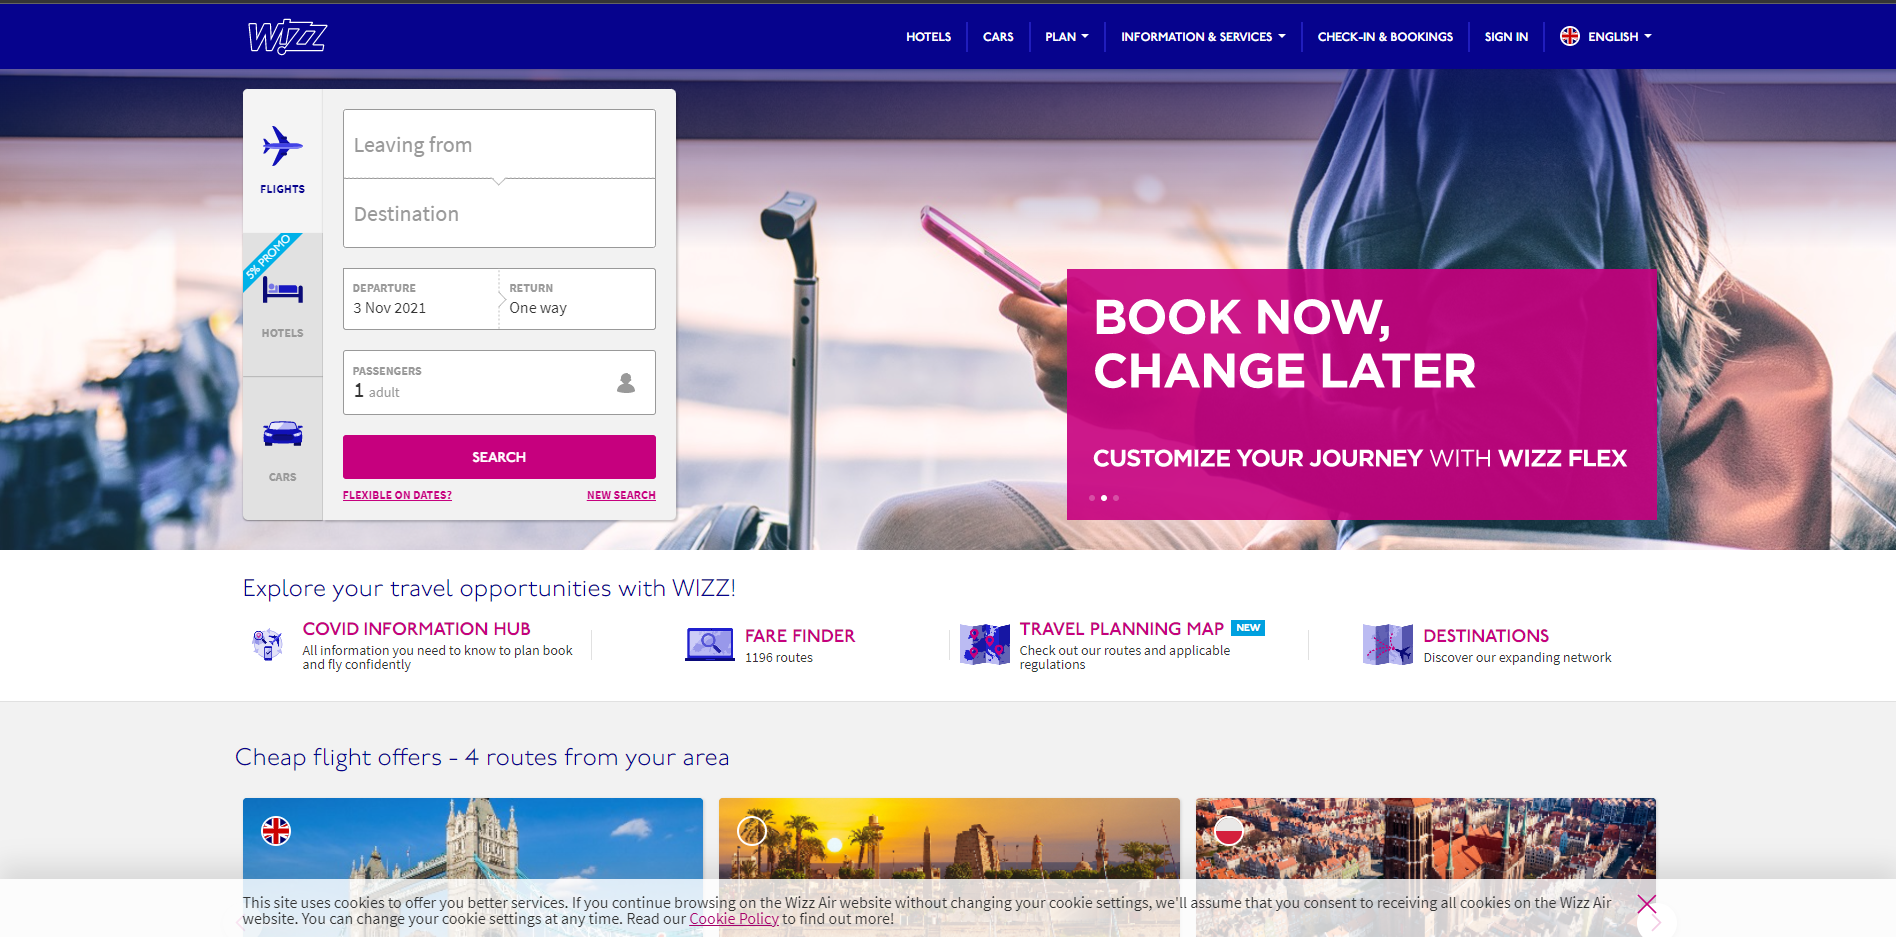 WIZZ
HOTELS
CARS
PLAN
INFORMATION & SERVICES
CHECK-IN & BOOKINGS
SIGN IN
ENGLISH
FLIGHTS
5% PROMO
HOTELS
CARS
Leaving from
Destination
DEPARTURE
3 Nov 2021
RETURN
One way
PASSENGERS
1 adult
SEARCH
FLEXIBLE ON DATES?
NEW SEARCH
BOOK NOW,
CHANGE LATER
CUSTOMIZE YOUR JOURNEY WITH WIZZ FLEX
Explore your travel opportunities with WIZZ!
COVID INFORMATION HUB
All information you need to know to plan book
and fly confidently
FARE FINDER
1196 routes
TRAVEL PLANNING MAP NEW
Check out our routes and applicable
regulations
DESTINATIONS
Discover our expanding network
Cheap flight offers - 4 routes from your area
This site uses cookies to offer you better services. If you continue browsing on the Wizz Air website without changing your cookie settings, we'll assume that you consent to receiving all cookies on the Wizz Air
website. You can change your cookie settings at any time. Read our Cookie Policy to find out more!